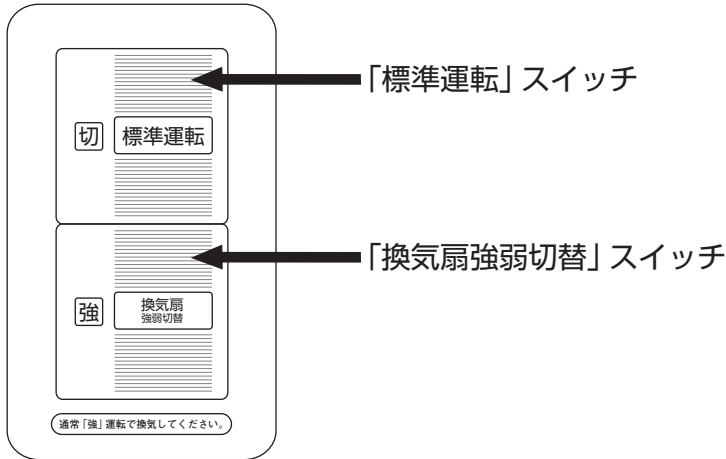 「標準運転」スイッチ
切 標準運転
「換気扇強弱切替」スイッチ
強 換気扇
強弱切替
通常「強」運転で換気してください。